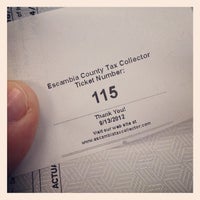 Escambia County Tax Collector
Ticket Number:
115
Thank You!
9/13/2012
Visit our web site at
www.escambiataxcollector.com
ACTUA